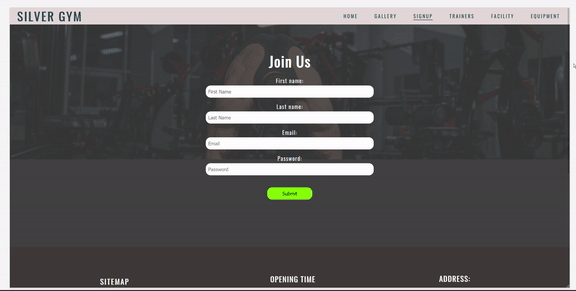 SILVER GYM
HOME GALLERY SIGNUP TRAINERS FACILITY EQUIPMENT
Join Us
First name:
First Name
Last name:
Last Name
Email:
Email
Password:
Password
Submit
SITEMAP OPENING TIME ADDRESS: